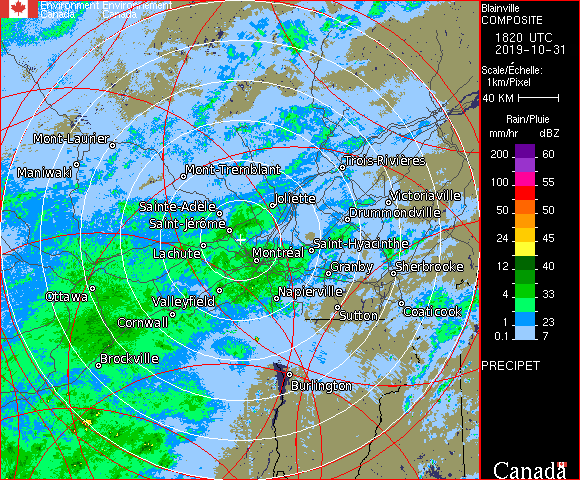 Environment Environnement
Canada Canada
Blainville
COMPOSITE
1820 UTC
2019-10-31
Scale/Échelle:
1km/Pixel
40 KM
Rain/Pluie
mm/hr dBZ
200 60
100 55
50 50
24 45
12 40
4 33
1 23
0.1 7
PRECIPET
Canada
Mont-Laurier
Maniwaki
Mont-Tremblant
Trois-Rivières
Sainte-Adèle
Joliette
Victoriaville
Drummondville
Saint-Jérôme
Lachute
Montréal
Saint-Hyacinthe
Granby
Sherbrooke
Ottawa
Valleyfield
Napierville
Cornwall
Sutton
Coaticook
Brockville
Burlington